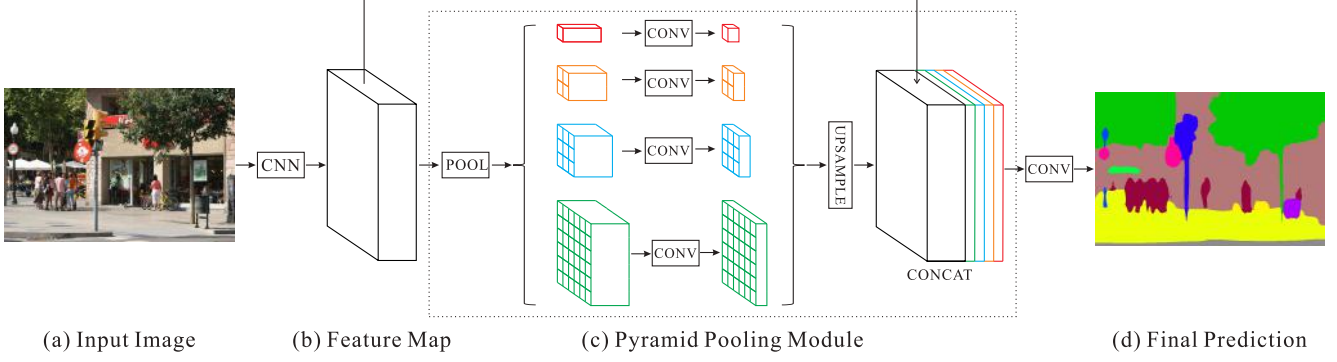 CNN
POOL
CONV
CONV
CONV
CONV
UPSAMPLE
CONCAT
CONV
(a) Input Image
(b) Feature Map
(c) Pyramid Pooling Module
(d) Final Prediction